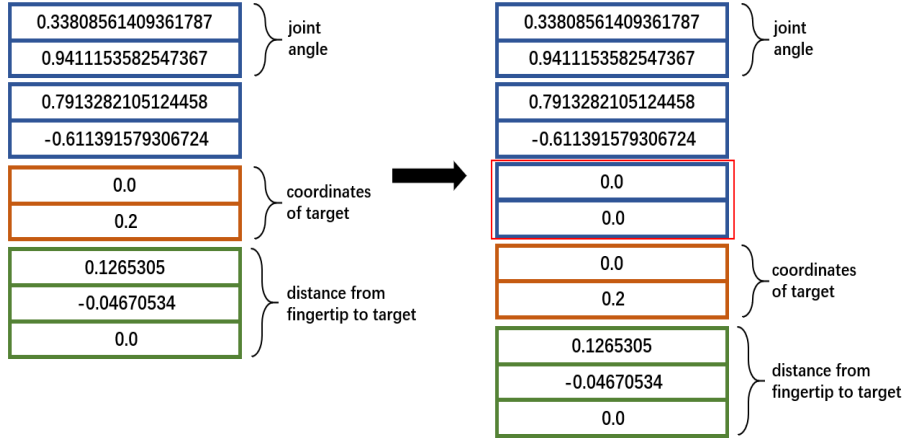 0.33808561409361787
0.9411153582547367
joint
angle
0.7913282105124458
-0.611391579306724
0.0
0.2
coordinates
of target
0.1265305
-0.04670534
0.0
distance from
fingertip to target
0.33808561409361787
0.9411153582547367
joint
angle
0.7913282105124458
-0.611391579306724
0.0
0.0
0.0
0.2
coordinates
of target
0.1265305
-0.04670534
0.0
distance from
fingertip to target